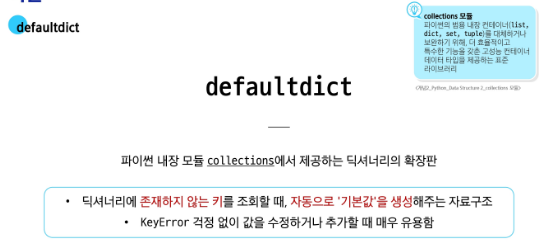 defaultdict
collections 모듈
파이썬의 범용 내장 컨테이너(list,
dict, set, tuple)를 대체하거나
보완하기 위해, 더 효율적이고
특수한 기능을 갖춘 고성능 컨테이너
데이터 타입을 제공하는 표준
라이브러리
Python_Data Structure 2_collections 모듈>
defaultdict
파이썬 내장 모듈 collections에서 제공하는 딕셔너리의 확장판
• 딕셔너리에 존재하지 않는 키를 조회할 때, 자동으로 '기본값'을 생성해주는 자료구조
• KeyError 걱정 없이 값을 수정하거나 추가할 때 매우 유용함